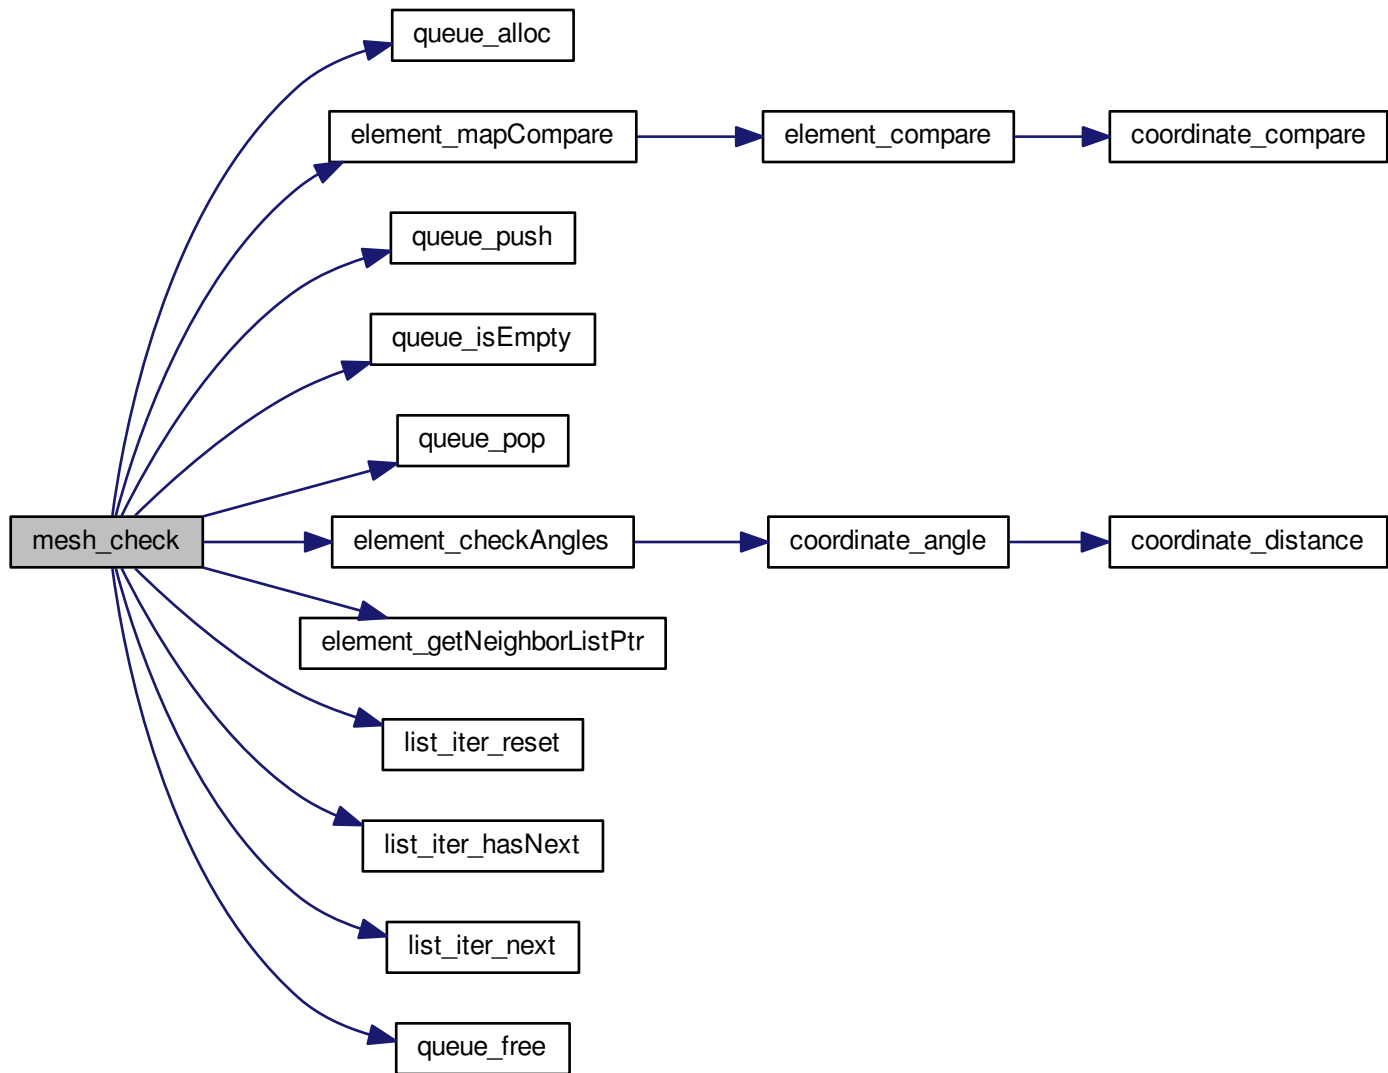 queue_alloc
element_mapCompare
element_compare
coordinate_compare
queue_push
queue_isEmpty
queue_pop
mesh_check
element_checkAngles
coordinate_angle
coordinate_distance
element_getNeighborListPtr
list_iter_reset
list_iter_hasNext
list_iter_next
queue_free